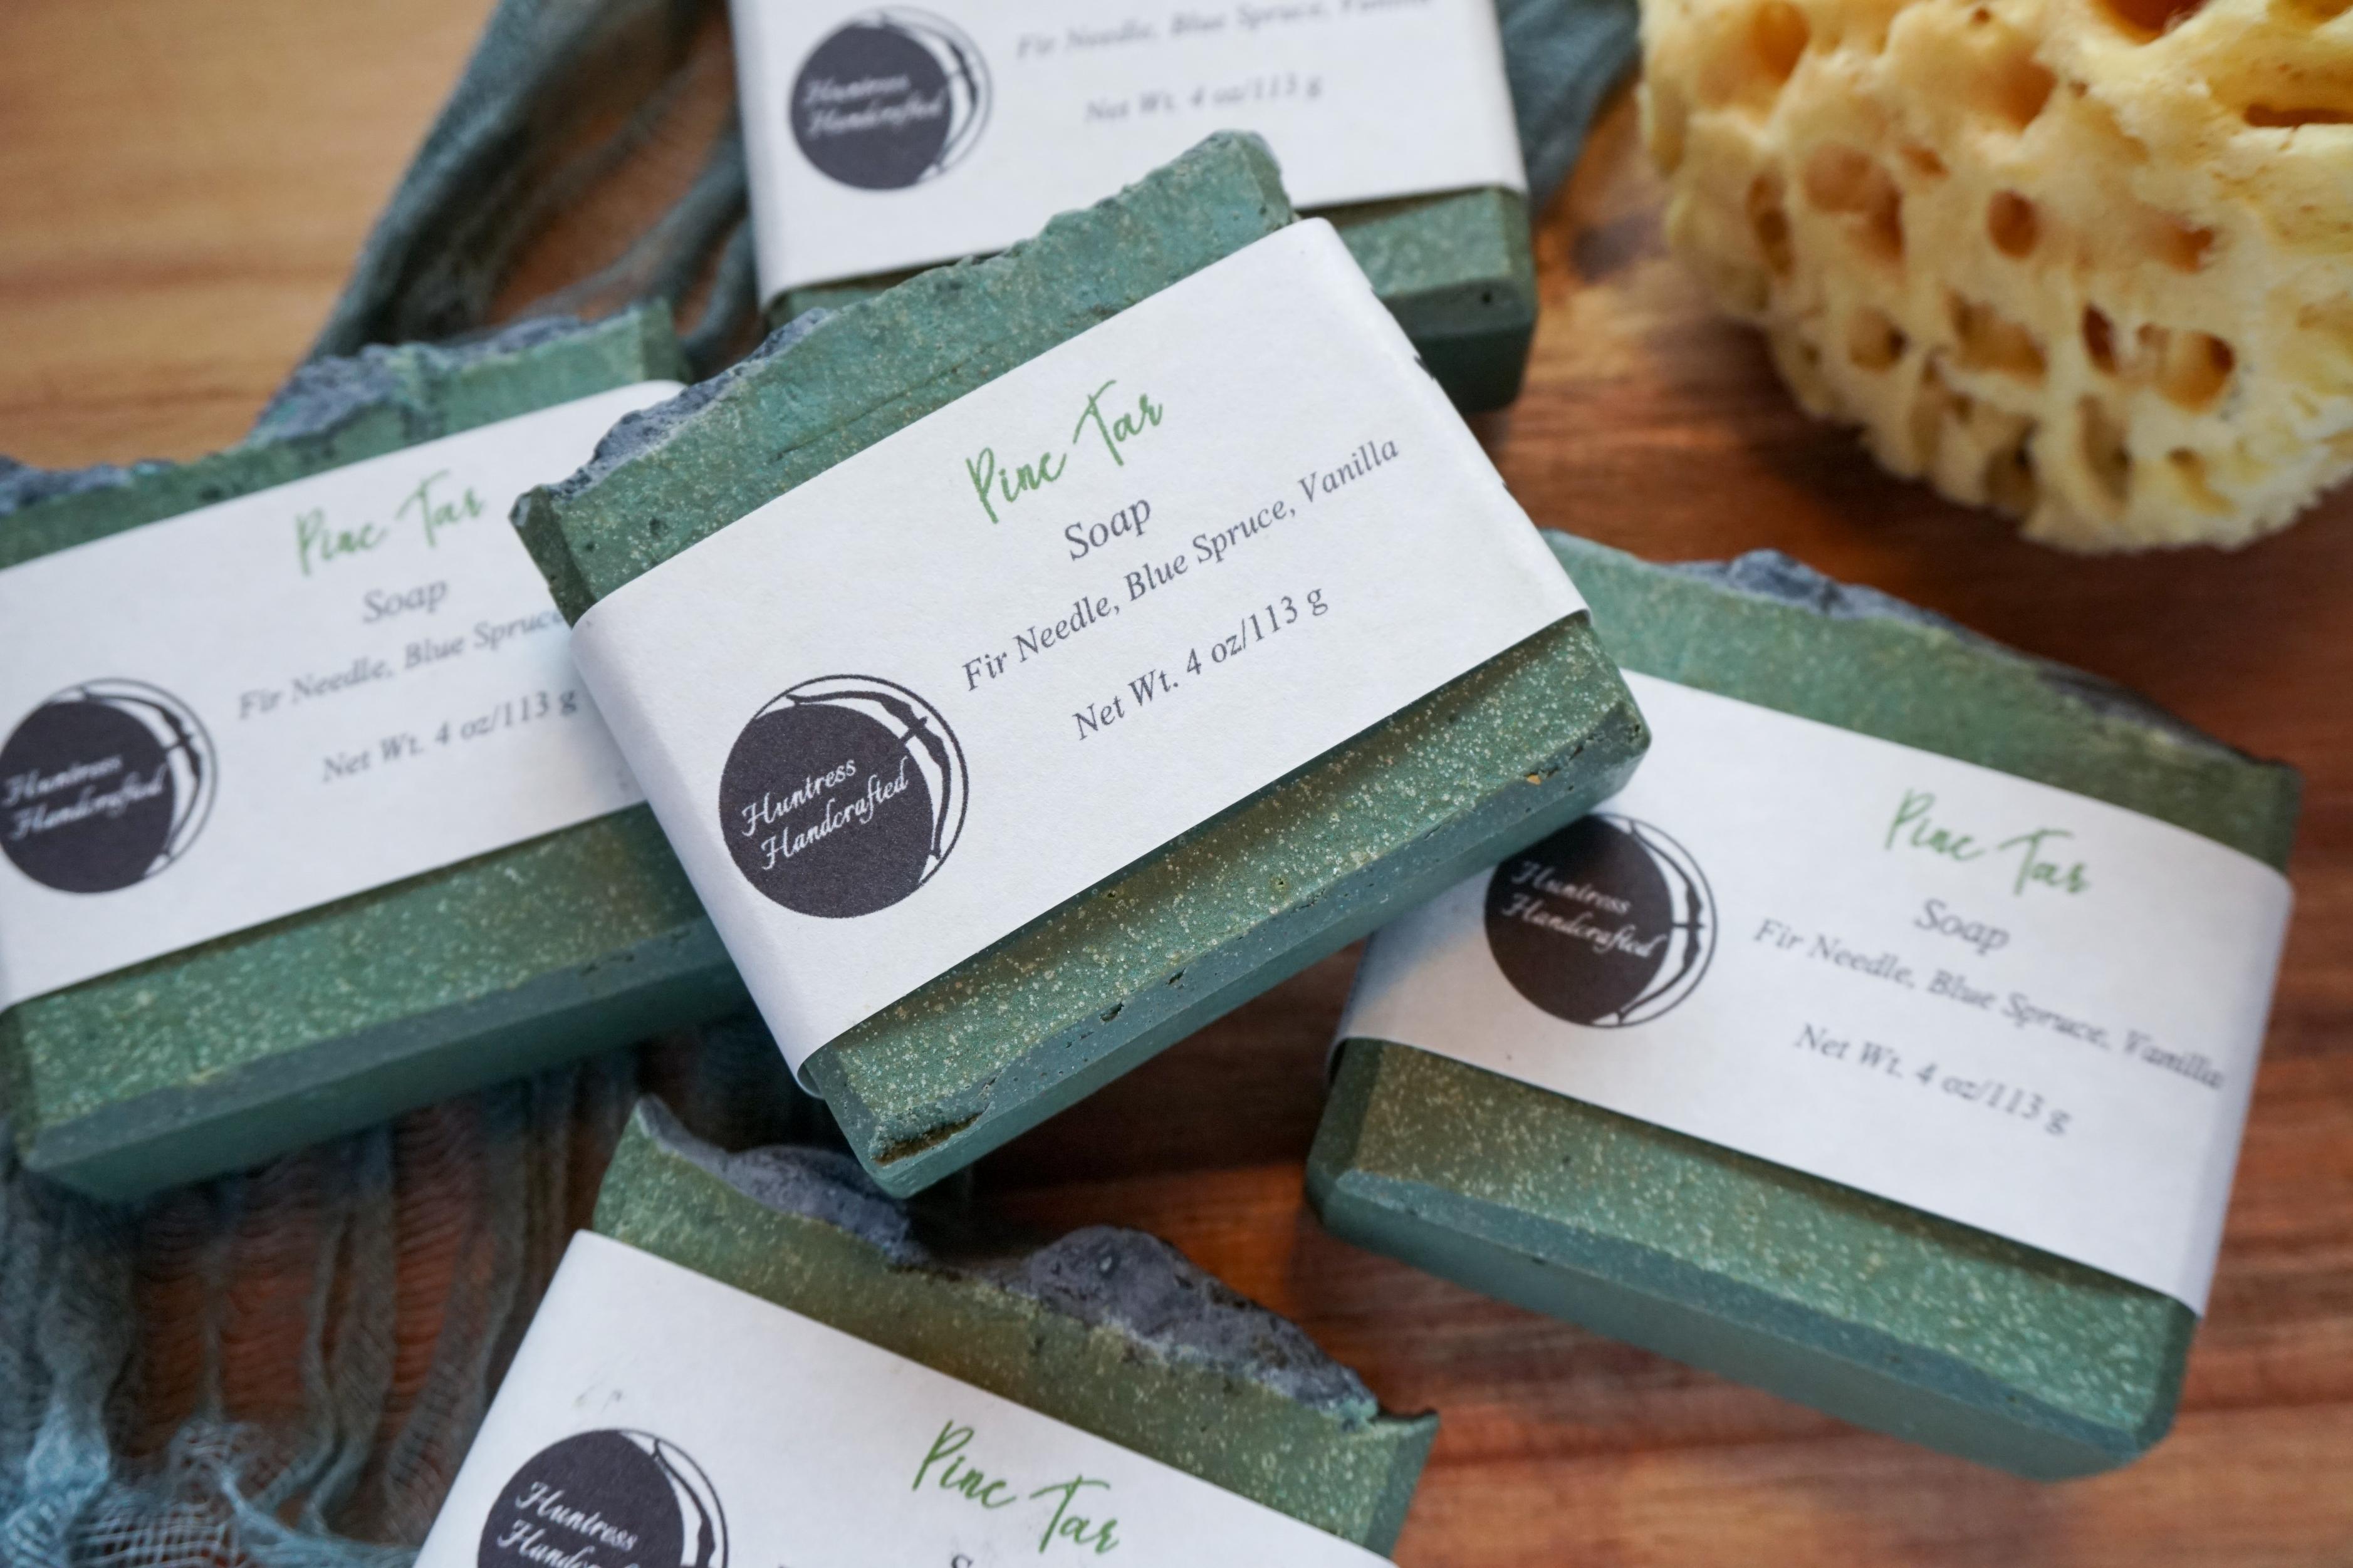 Fir Needle, Blue Spruce, Vanilla
Net Wt. 4 oz/113 g
Huntress
Handcrafted
Pine Tar
Soap
Fir Needle, Blue Spruce, Vanilla
Net Wt. 4 oz/113 g
Huntress
Handcrafted
Pine Tar
Soap
Fir Needle, Blue Spruce
Net Wt. 4 oz/113 g
Huntress
Handcrafted
Pine Tar
Soap
Fir Needle, Blue Spruce, Vanilla
Net Wt. 4 oz/113 g
Huntress
Handcrafted
Pine Tar
Huntress